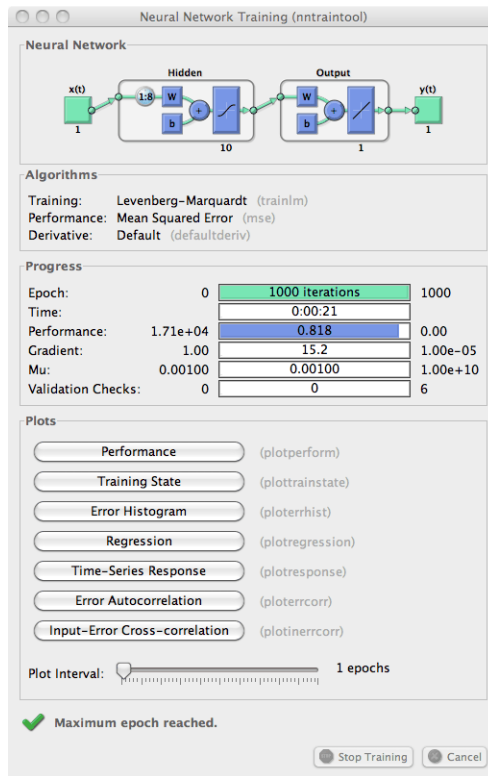 Neural Network Training (nntraintool)
Neural Network
Hidden Output
x(t) y(t)
1:8 W W
+ +
b b
1 1
10 1
Algorithms
Training: Levenberg-Marquardt (trainlm)
Performance: Mean Squared Error (mse)
Derivative: Default (defaultderiv)
Progress
Epoch: 0 1000 iterations 1000
Time: 0:00:21
Performance: 1.71e+04 0.818 0.00
Gradient: 1.00 15.2 1.00e-05
Mu: 0.00100 0.00100 1.00e+10
Validation Checks: 0 0 6
Plots
Performance (plotperform)
Training State (plottrainstate)
Error Histogram (ploterrhist)
Regression (plotregression)
Time-Series Response (plotresponse)
Error Autocorrelation (ploterrcorr)
Input-Error Cross-correlation (plotinerrcorr)
Plot Interval: 1 epochs
Maximum epoch reached.
Stop Training Cancel